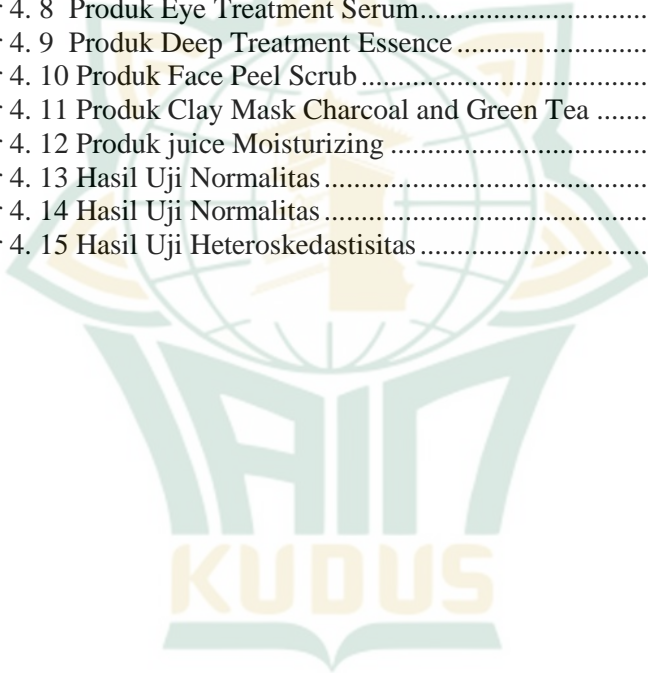 4. 8 Produk Eye Treatment Serum........................................
4. 9 Produk Deep Treatment Essence...................................
4. 10 Produk Face Peel Scrub................................................
4. 11 Produk Clay Mask Charcoal and Green Tea .......
4. 12 Produk juice Moisturizing ...........................................
4. 13 Hasil Uji Normalitas......................................................
4. 14 Hasil Uji Normalitas......................................................
4. 15 Hasil Uji Heteroskedastisitas.......................................
IAIN
KUDUS